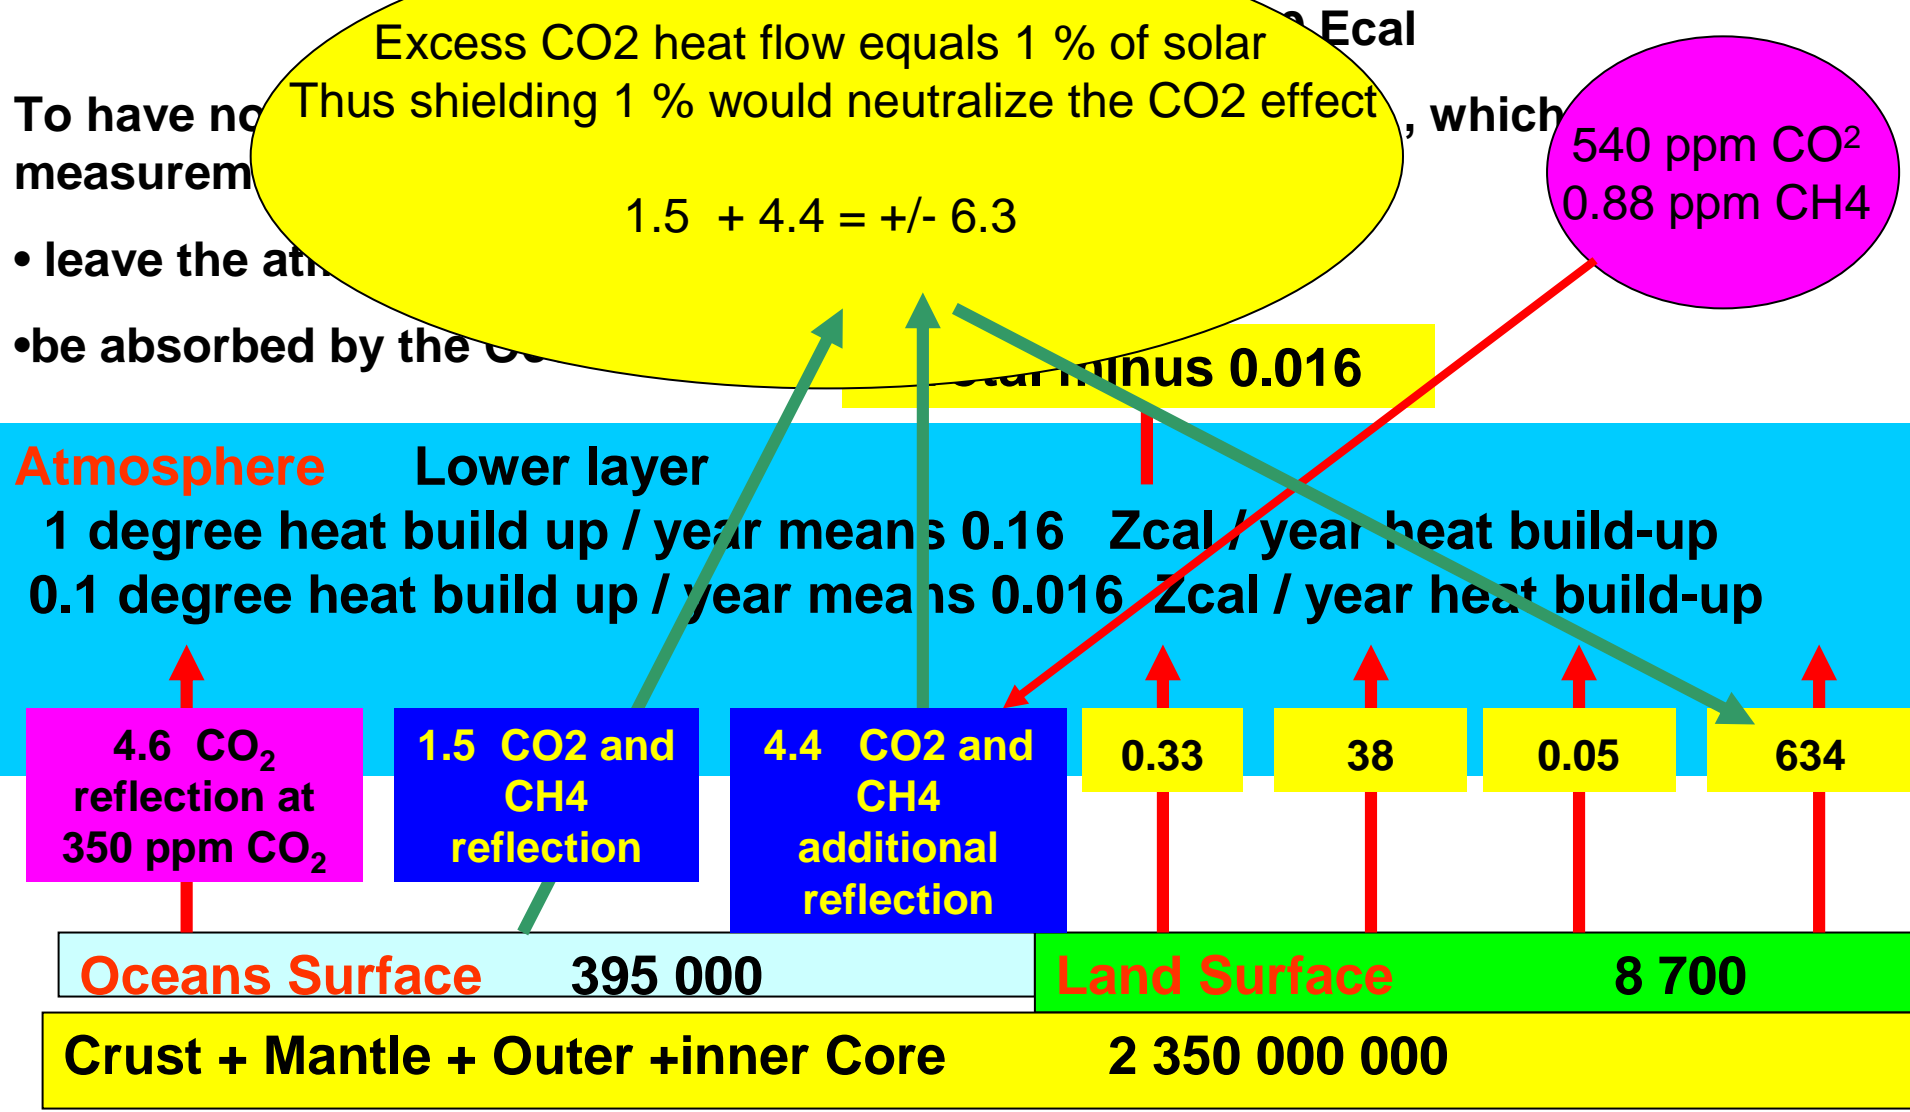 Ecal
Excess CO2 heat flow equals 1 % of solar
Thus shielding 1 % would neutralize the CO2 effect
1.5 + 4.4 = +/- 6.3
To have no , which
measurem
• leave the
•be absorbed by the
540 ppm CO²
0.88 ppm CH4
minus 0.016
Atmosphere Lower layer
1 degree heat build up / year means 0.16 Zcal / year heat build-up
0.1 degree heat build up / year means 0.016 Zcal / year heat build-up
4.6 CO₂
reflection at
350 ppm CO₂
1.5 CO2 and
CH4
reflection
4.4 CO2 and
CH4
additional
reflection
0.33
38
0.05
634
Oceans Surface 395 000
Land Surface 8 700
Crust + Mantle + Outer +inner Core 2 350 000 000